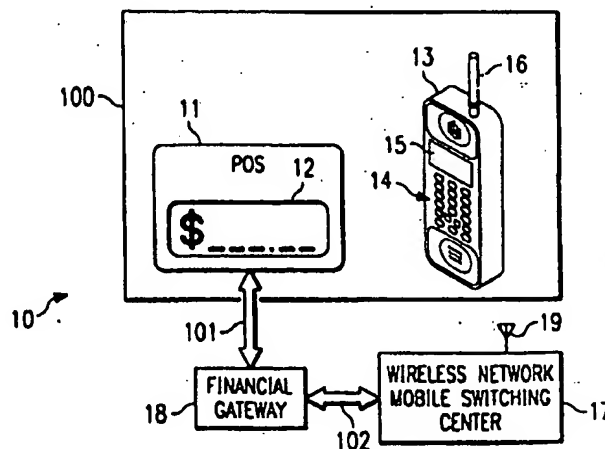 100
11
POS
12
$ _ _ _ . _ _
13
16
15
14
10
101
19
18
FINANCIAL
GATEWAY
102
WIRELESS NETWORK
MOBILE SWITCHING
CENTER
17